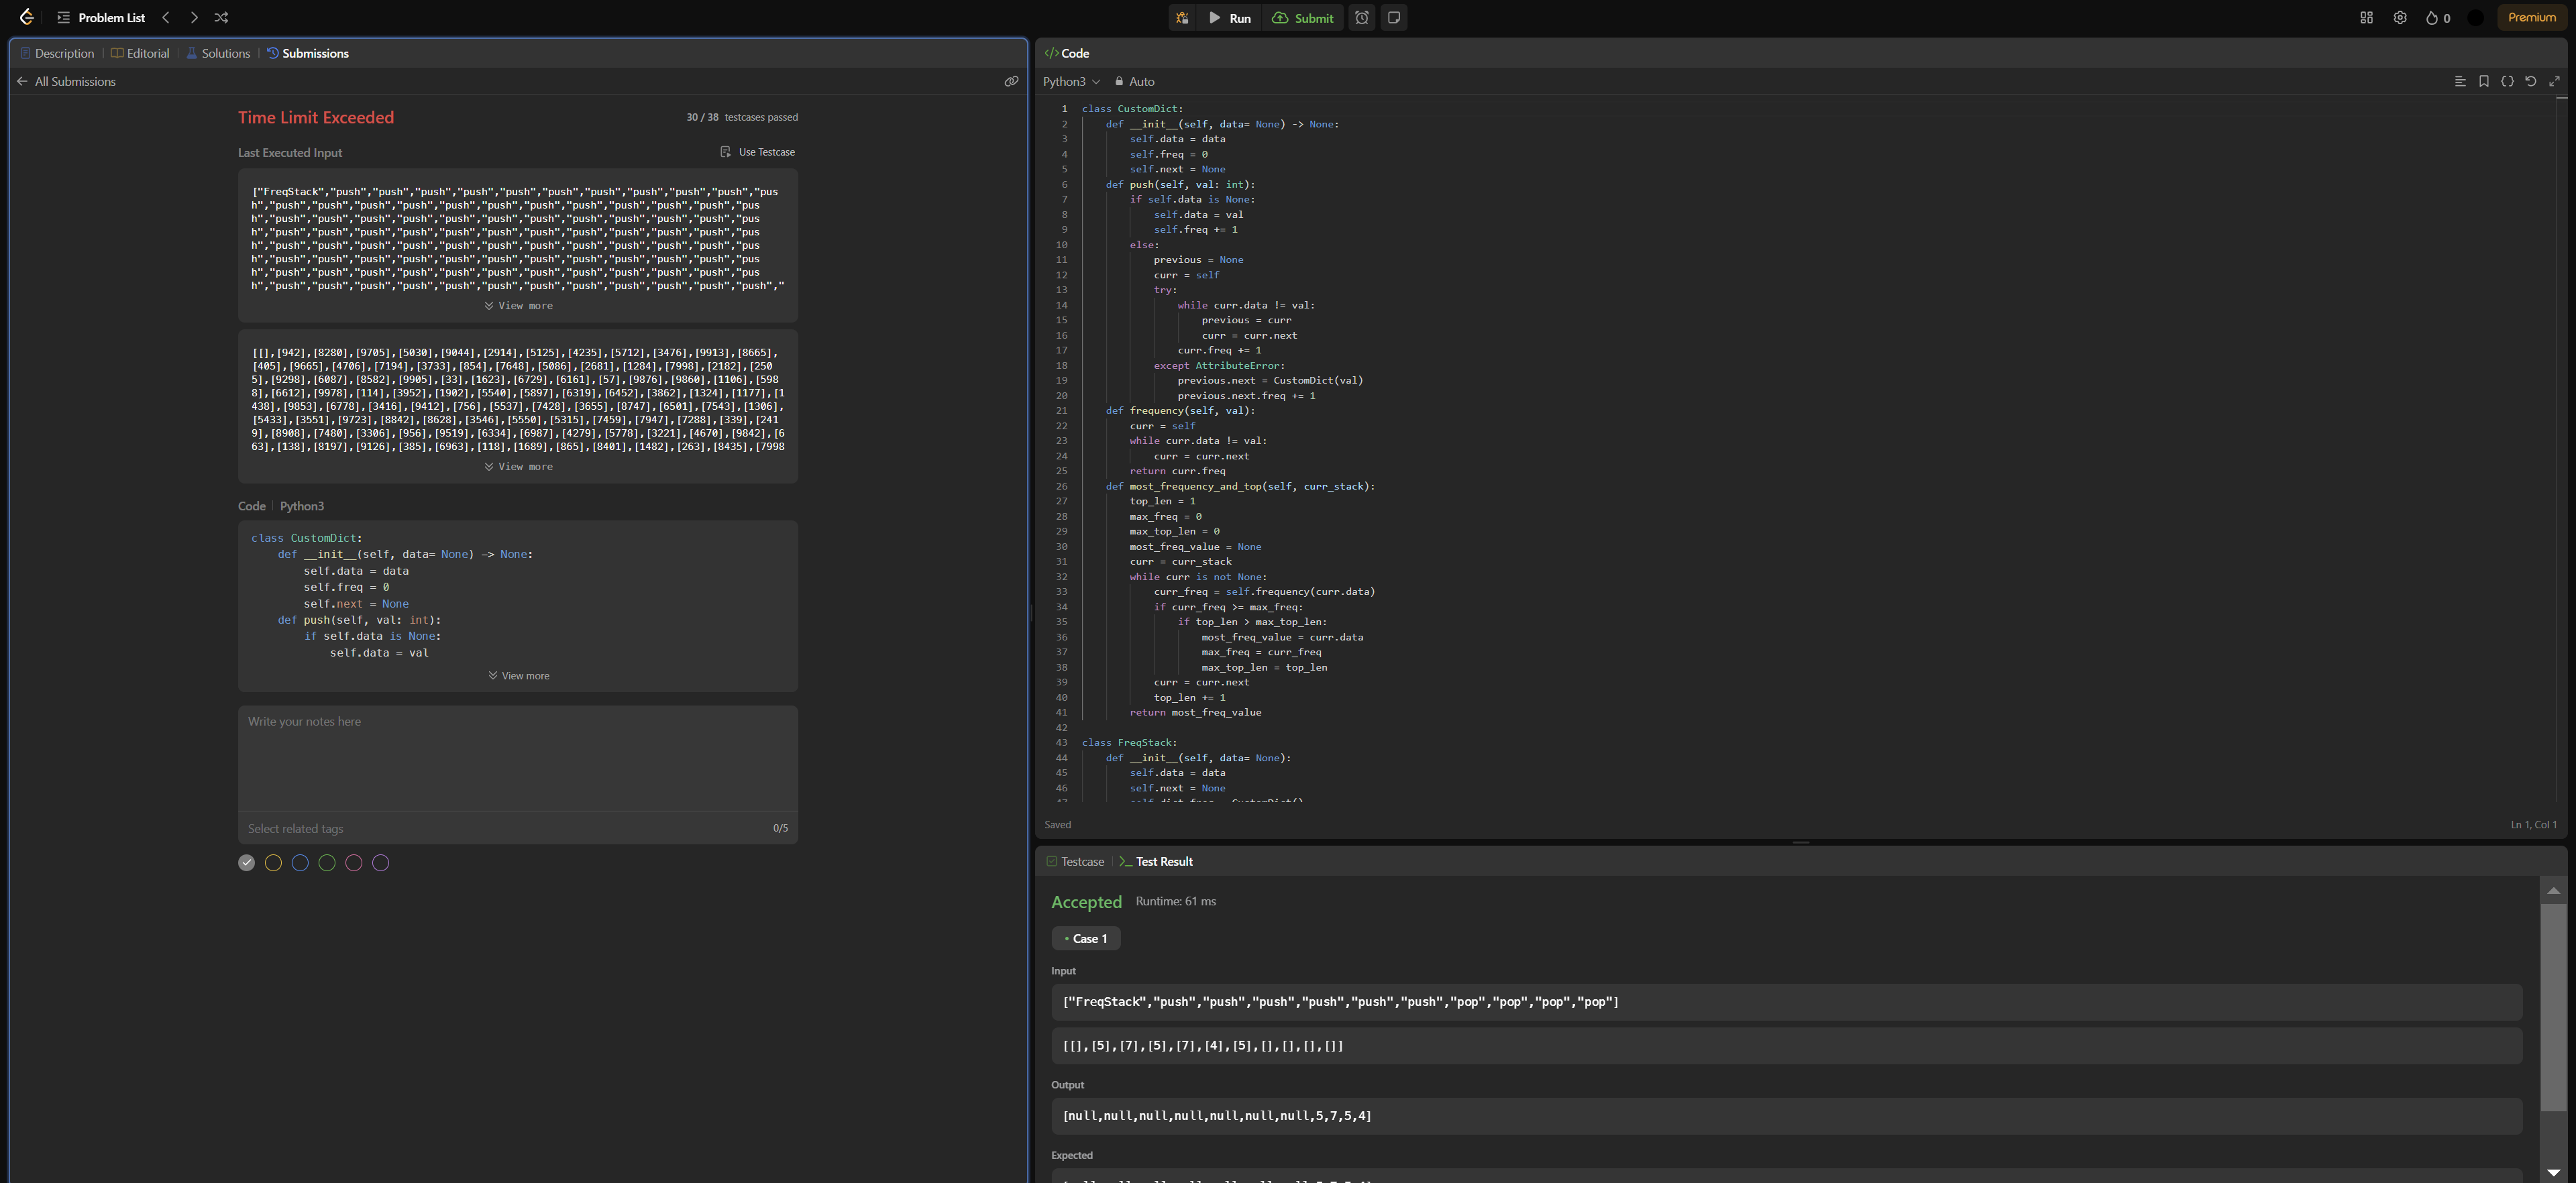 Problem List
Run
Submit
0
Premium
Description
Editorial
Solutions
Submissions
All Submissions
Time Limit Exceeded
30 / 38 testcases passed
Last Executed Input
Use Testcase
["FreqStack","push","push","push","push","push","push","push","push","push","push","pus
h","push","push","push","push","push","push","push","push","push","push","push","pus
h","push","push","push","push","push","push","push","push","push","push","push","pus
h","push","push","push","push","push","push","push","push","push","push","push","pus
h","push","push","push","push","push","push","push","push","push","push","push","pus
h","push","push","push","push","push","push","push","push","push","push","push","pus
h","push","push","push","push","push","push","push","push","push","push","push","pus
h","push","push","push","push","push","push","push","push","push","push","push","push","
View more
[[],[942],[8280],[9705],[5030],[9044],[2914],[5125],[4235],[5712],[3476],[9913],[8665],
[405],[9665],[4706],[7194],[3733],[854],[7648],[5086],[2681],[1284],[7998],[2182],[250
5],[9298],[6087],[8582],[9905],[33],[1623],[6729],[6161],[57],[9876],[9860],[1106],[598
8],[6612],[9978],[114],[3952],[1902],[5540],[5897],[6319],[6452],[3862],[1324],[1177],[1
438],[9853],[6778],[3416],[9412],[756],[5537],[7428],[3655],[8747],[6501],[7543],[1306],
[5433],[3551],[9723],[8842],[8628],[3546],[5550],[5315],[7459],[7947],[7288],[339],[241
9],[8908],[7480],[3306],[956],[9519],[6334],[6987],[4279],[5778],[3221],[4670],[9842],[6
63],[138],[8197],[9126],[385],[6963],[118],[1689],[865],[8401],[1482],[263],[8435],[7998
View more
Code | Python3
class CustomDict:
    def __init__(self, data= None) -> None:
        self.data = data
        self.freq = 0
        self.next = None
    def push(self, val: int):
        if self.data is None:
            self.data = val
View more
Write your notes here
Select related tags
0/5
</> Code
Python3
Auto
1 class CustomDict:
2     def __init__(self, data= None) -> None:
3         self.data = data
4         self.freq = 0
5         self.next = None
6     def push(self, val: int):
7         if self.data is None:
8             self.data = val
9             self.freq += 1
10         else:
11             previous = None
12             curr = self
13             try:
14                 while curr.data != val:
15                     previous = curr
16                     curr = curr.next
17                 curr.freq += 1
18             except AttributeError:
19                 previous.next = CustomDict(val)
20                 previous.next.freq += 1
21     def frequency(self, val):
22         curr = self
23         while curr.data != val:
24             curr = curr.next
25         return curr.freq
26     def most_frequency_and_top(self, curr_stack):
27         top_len = 1
28         max_freq = 0
29         max_top_len = 0
30         most_freq_value = None
31         curr = curr_stack
32         while curr is not None:
33             curr_freq = self.frequency(curr.data)
34             if curr_freq >= max_freq:
35                 if top_len > max_top_len:
36                     most_freq_value = curr.data
37                     max_freq = curr_freq
38                     max_top_len = top_len
39             curr = curr.next
40             top_len += 1
41         return most_freq_value
42
43 class FreqStack:
44     def __init__(self, data= None):
45         self.data = data
46         self.next = None
47         self.dict_freq = CustomDict()
Saved
Ln 1, Col 1
Testcase
Test Result
Accepted
Runtime: 61 ms
Case 1
Input
["FreqStack","push","push","push","push","push","push","pop","pop","pop","pop"]
[[],[5],[7],[5],[7],[4],[5],[],[],[],[]]
Output
[null,null,null,null,null,null,null,5,7,5,4]
Expected